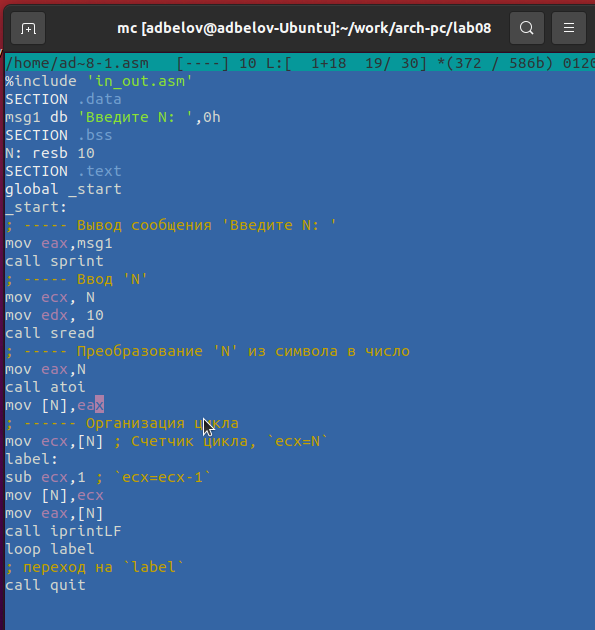 mc [adbelov@adbelov-Ubuntu]:~/work/arch-pc/lab08
/home/ad~8-1.asm   [----] 10 L:[  1+18  19/ 30] *(372 / 586b) 0120
%include 'in_out.asm'
SECTION .data
msg1 db 'Введите N: ',0h
SECTION .bss
N: resb 10
SECTION .text
global _start
_start:
; ----- Вывод сообщения 'Введите N: '
mov eax,msg1
call sprint
; ----- Ввод 'N'
mov ecx, N
mov edx, 10
call sread
; ----- Преобразование 'N' из символа в число
mov eax,N
call atoi
mov [N],eax
; ------ Организация цикла
mov ecx,[N] ; Счетчик цикла, `ecx=N`
label:
sub ecx,1 ; `ecx=ecx-1`
mov [N],ecx
mov eax,[N]
call iprintLF
loop label
; переход на `label`
call quit